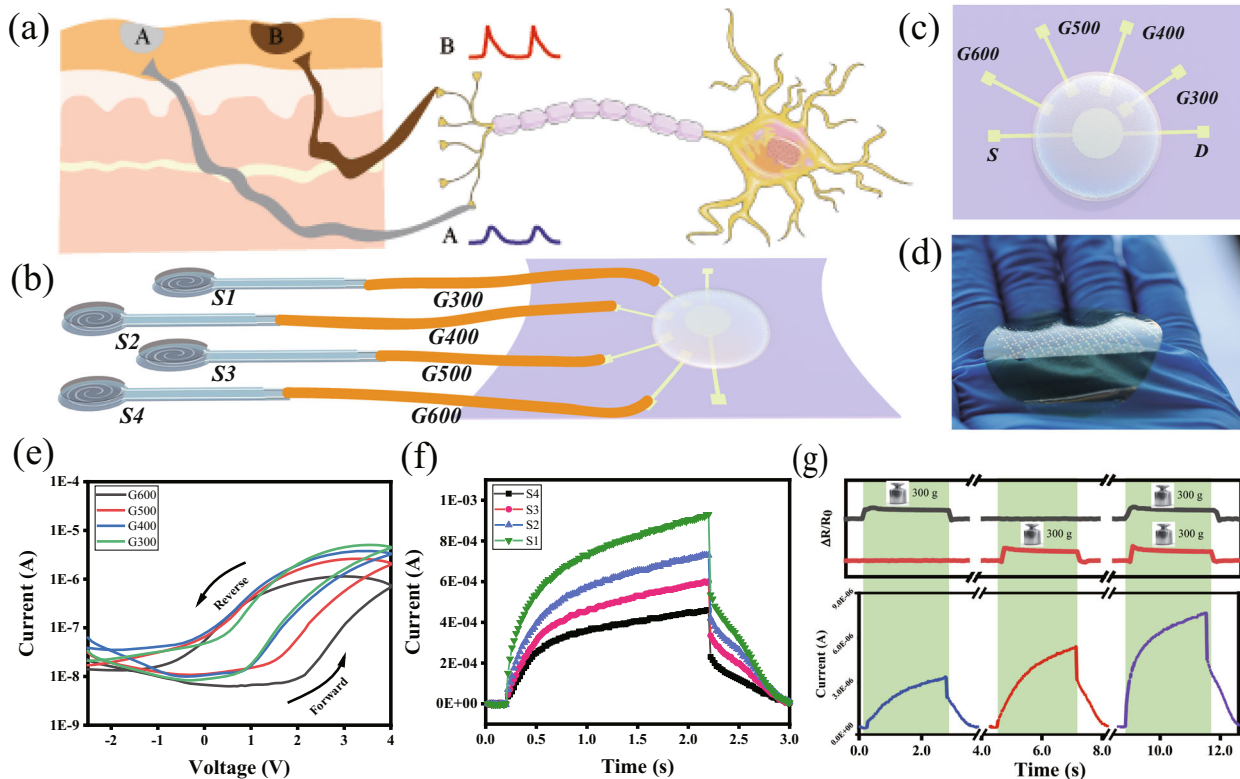 (a)
A
B
B
A
(b)
S1
G300
S2
G400
S3
G500
S4
G600
(c)
G600
G500
G400
G300
S
D
(d)
(e)
Current (A)
1E-4
1E-5
1E-6
1E-7
1E-8
1E-9
G600
G500
G400
G300
Reverse
Forward
-2 -1 0 1 2 3 4
Voltage (V)
(f)
Current (A)
1E-03
8E-04
6E-04
4E-04
2E-04
0E+00
S4
S3
S2
S1
0.0 0.5 1.0 1.5 2.0 2.5 3.0
Time (s)
(g)
ΔR/R0
300 g
300 g
300 g
300 g
Current (A)
9.0E-06
6.0E-06
3.0E-06
0.0E+00
0.0 2.0 4.0 6.0 8.0 10.0 12.0
Time (s)